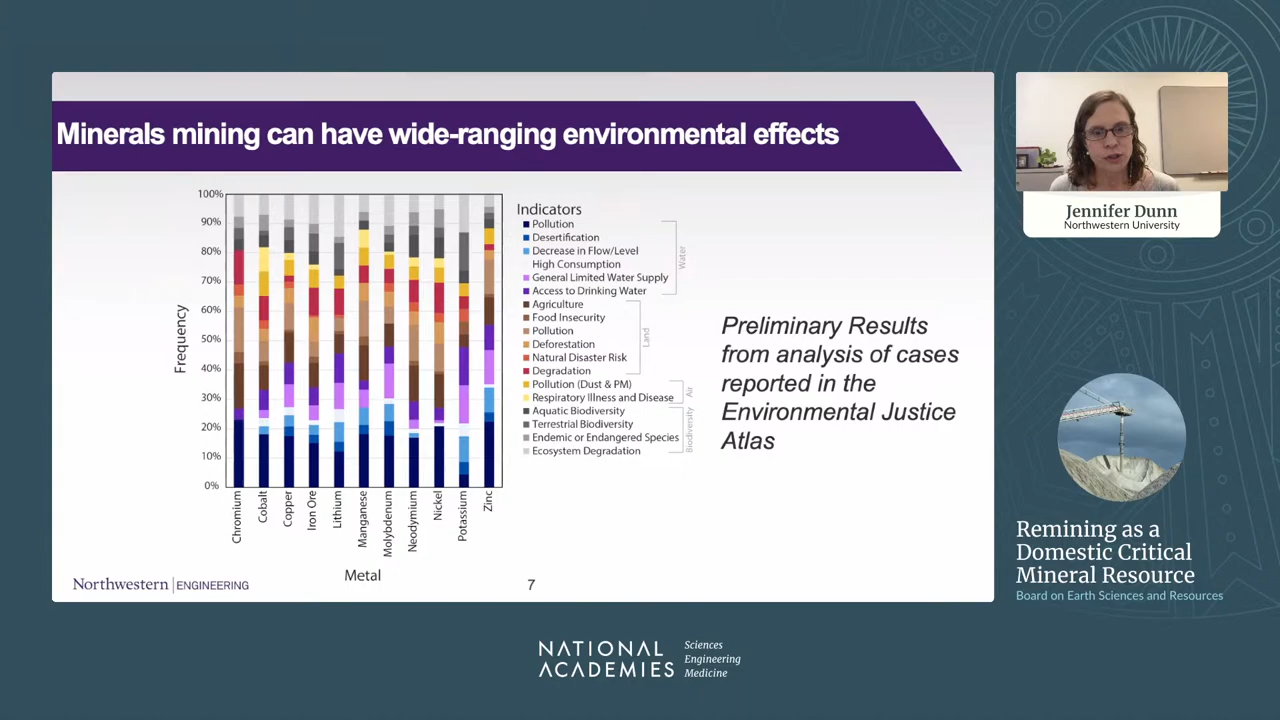 Minerals mining can have wide-ranging environmental effects
100%
90%
80%
70%
60%
50%
40%
30%
20%
10%
0%
Frequency
Chromium
Cobalt
Copper
Iron Ore
Lithium
Manganese
Molybdenum
Neodymium
Nickel
Potassium
Zinc
Metal
Indicators
Pollution
Desertification
Decrease in Flow/Level
High Consumption
General Limited Water Supply
Access to Drinking Water
Water
Agriculture
Food Insecurity
Pollution
Deforestation
Natural Disaster Risk
Degradation
Land
Pollution (Dust & PM)
Respiratory Illness and Disease
Air
Aquatic Biodiversity
Terrestrial Biodiversity
Endemic or Endangered Species
Ecosystem Degradation
Biodiversity
Preliminary Results
from analysis of cases
reported in the
Environmental Justice
Atlas
Northwestern | ENGINEERING
7
Jennifer Dunn
Northwestern University
Remining as a
Domestic Critical
Mineral Resource
Board on Earth Sciences and Resources
NATIONAL
ACADEMIES
Sciences
Engineering
Medicine